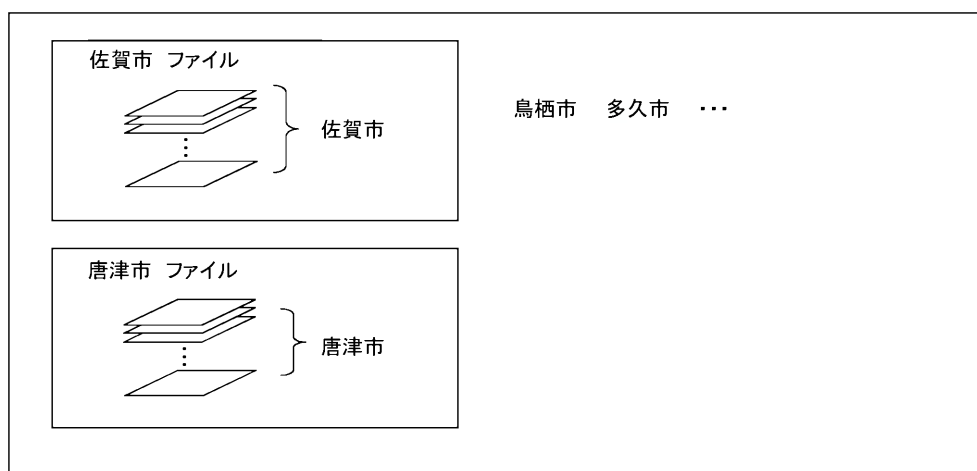 佐賀市 ファイル
佐賀市
鳥栖市 多久市 ・・・
唐津市 ファイル
唐津市